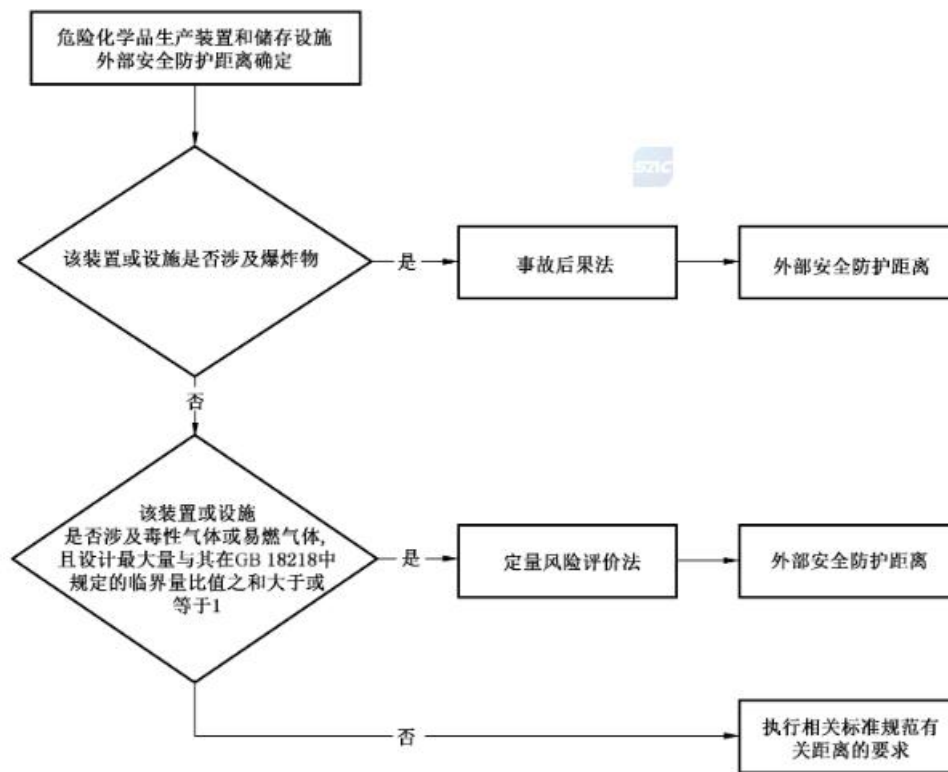 危险化学品生产装置和储存设施
外部安全防护距离确定
该装置或设施是否涉及爆炸物
是
事故后果法
外部安全防护距离
否
该装置或设施
是否涉及毒性气体或易燃气体,
且设计最大量与其在GB 18218中
规定的临界量比值之和大于或
等于1
是
定量风险评价法
外部安全防护距离
否
执行相关标准规范有
关距离的要求
SAC